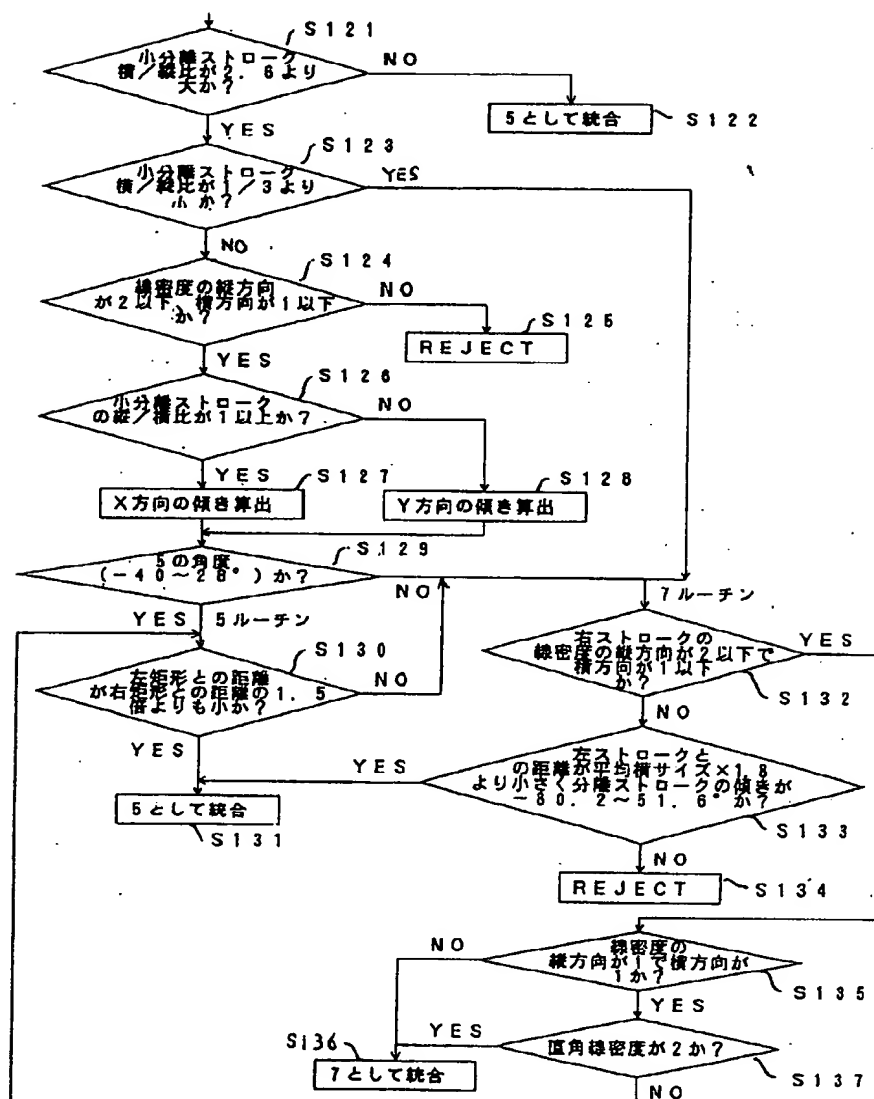 S121
小分離ストローク
横/縦比が2.6より
大か?
NO
5として統合
S122
YES
S123
小分離ストローク
横/縦比が1/3より
小か?
YES
NO
S124
線密度の縦方向
が2以下、横方向が1以下
か?
NO
S125
REJECT
YES
S126
小分離ストローク
の縦/横比が1以上か?
NO
YES
S127
X方向の傾き算出
S128
Y方向の傾き算出
S129
5の角度
(-40~28°)か?
NO
YES
5ルーチン
7ルーチン
S130
左矩形との距離
が右矩形との距離の1.5
倍よりも小か?
NO
YES
右ストロークの
線密度の縦方向が2以下で
横方向が1以下
か?
YES
S132
NO
左ストロークと
の距離が平均横サイズ×1.8
より小さく分離ストロークの傾きが
-80.2~51.6°か?
YES
S133
5として統合
S131
NO
REJECT
S134
線密度の
縦方向が1で横方向が
1か?
NO
S135
YES
直角線密度が2か?
YES
S137
S136
7として統合
NO